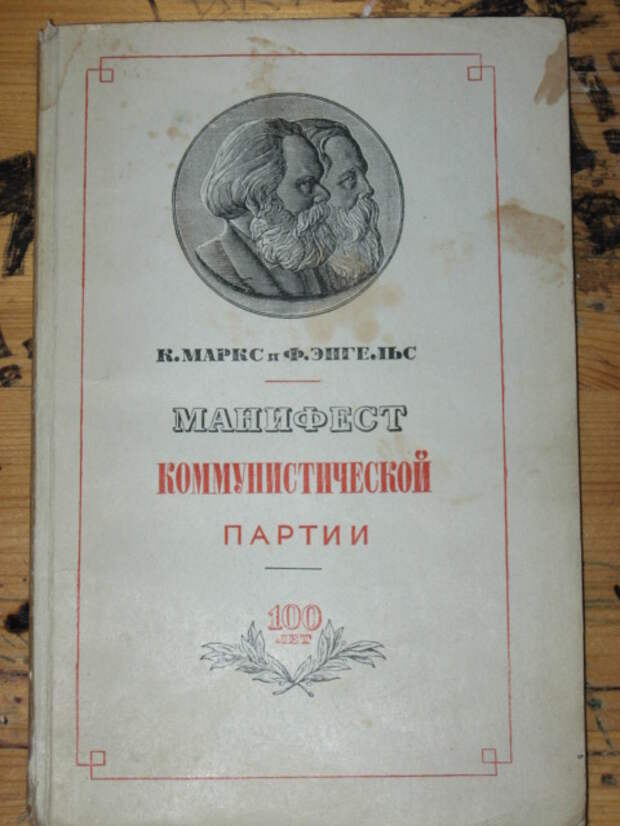 К. МАРКС и Ф. ЭНГЕЛЬС
МАНИФЕСТ
КОММУНИСТИЧЕСКОЙ
ПАРТИИ
100
ЛЕТ